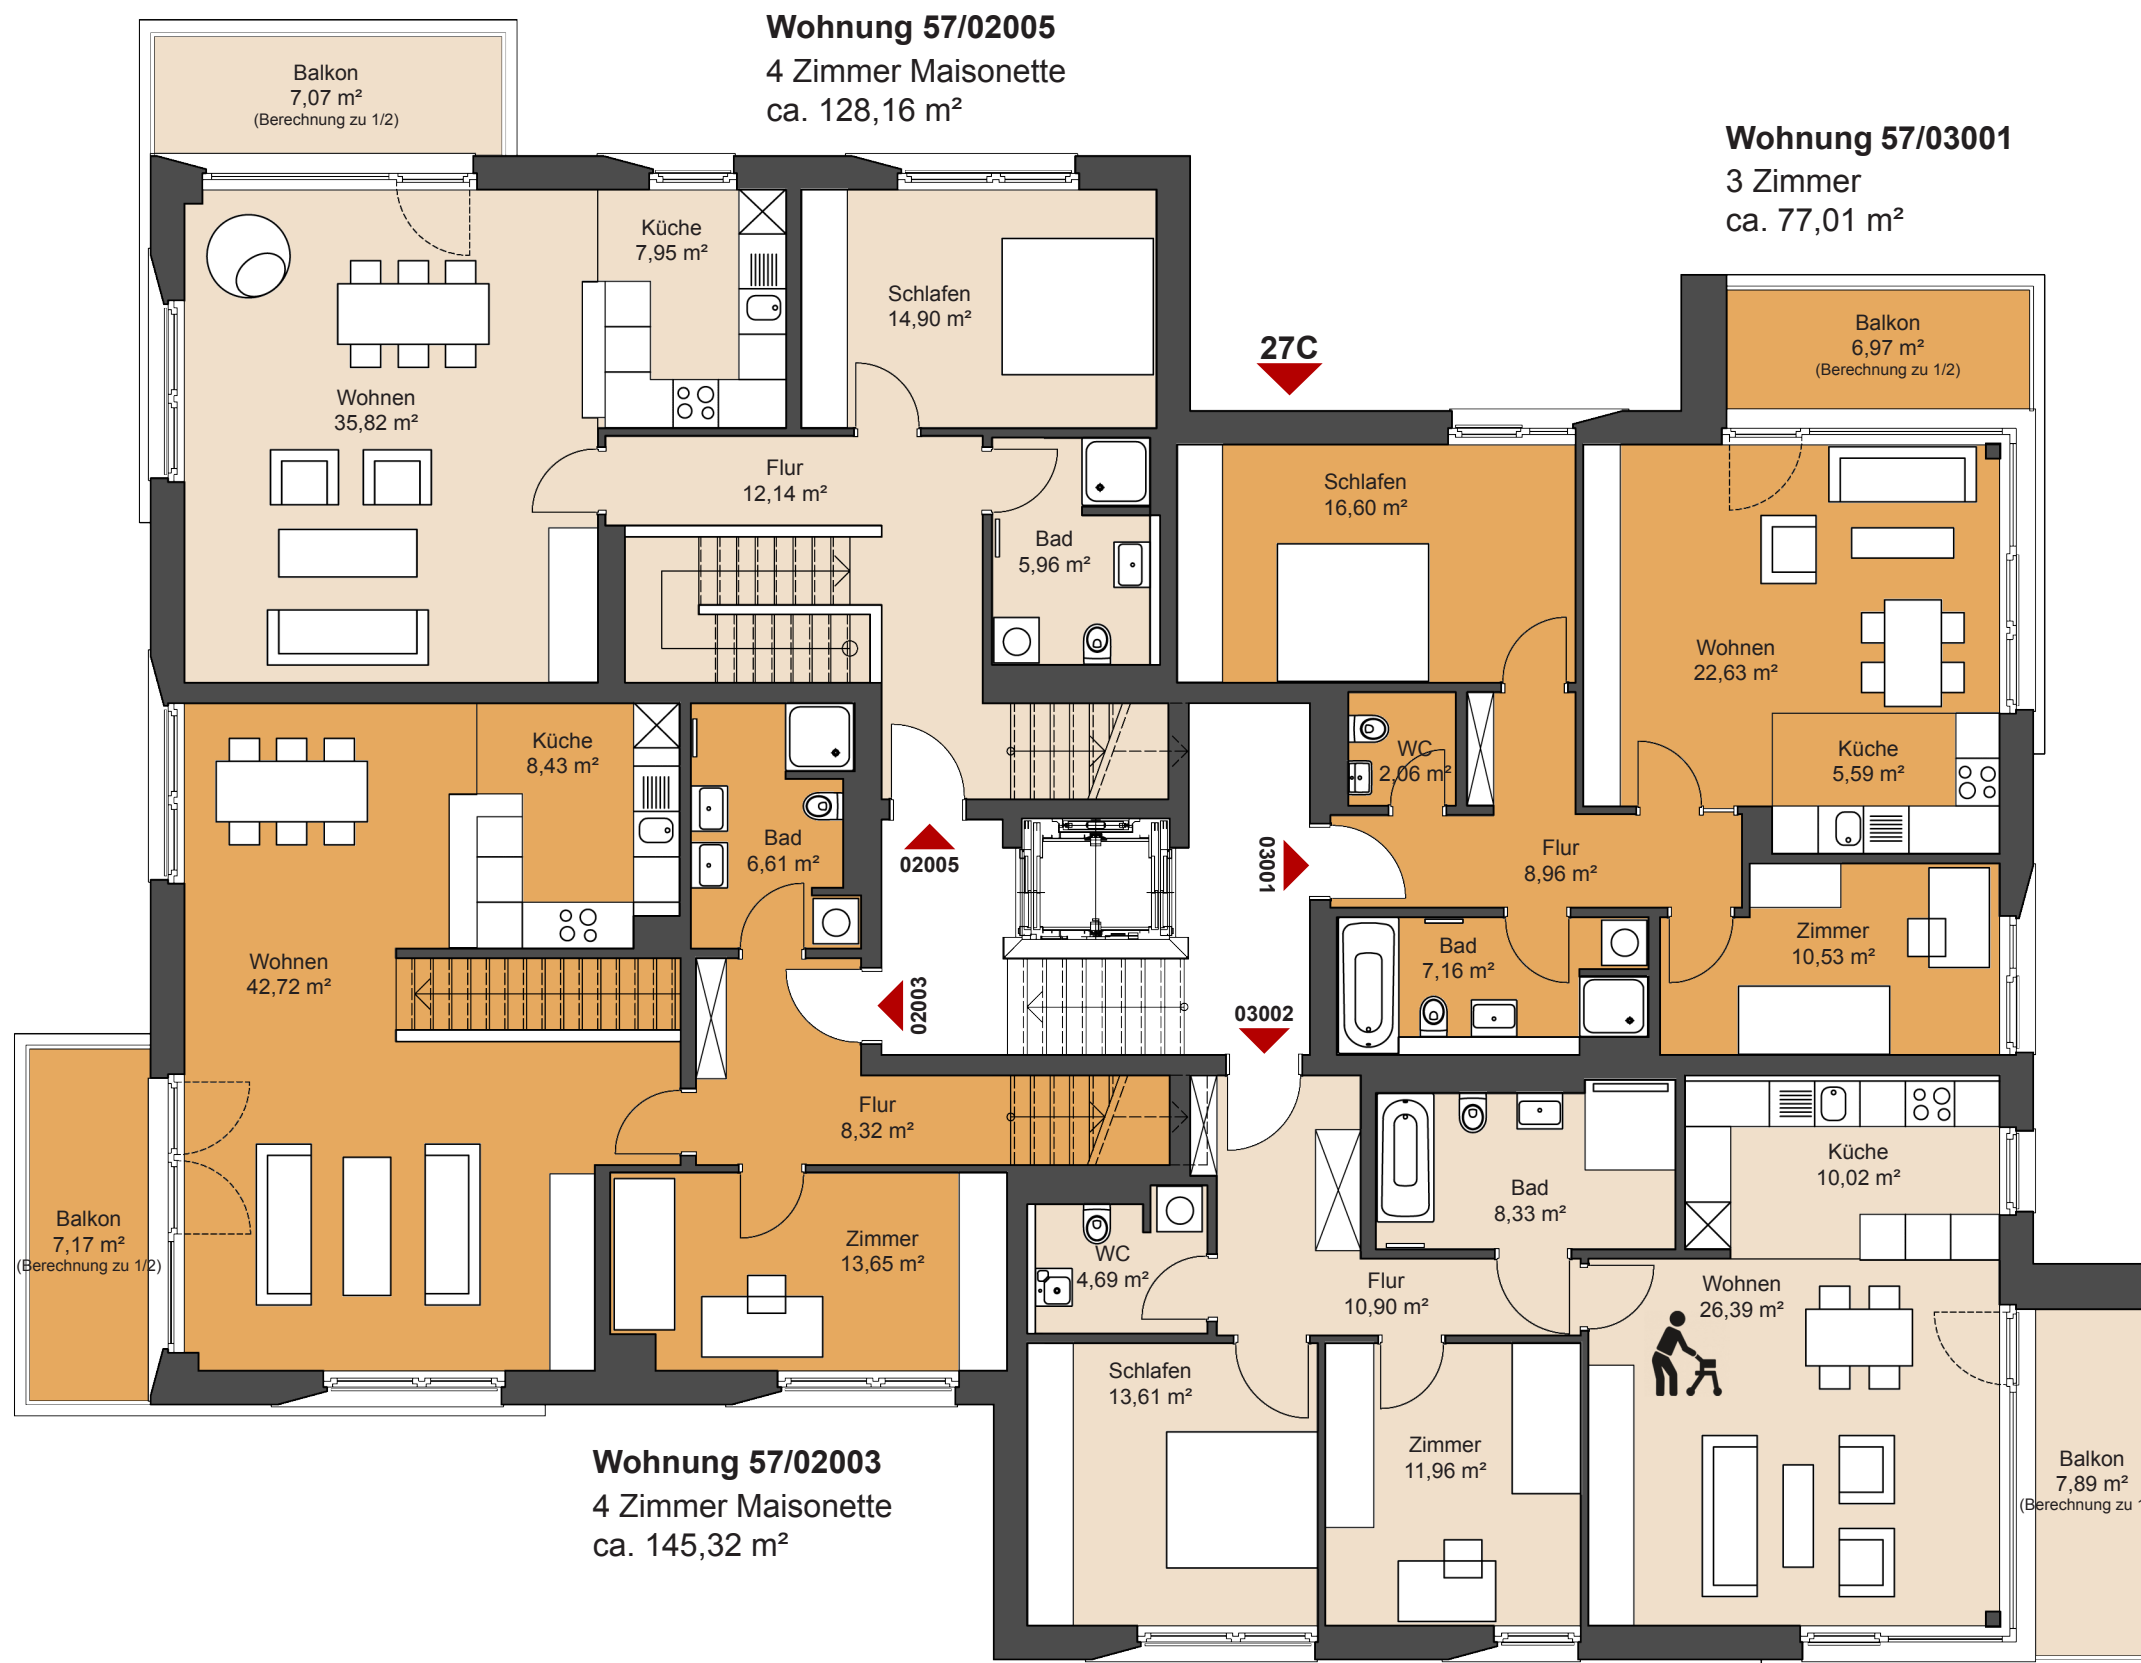 Wohnung 57/02005
4 Zimmer Maisonette
ca. 128,16 m²
Balkon
7,07 m²
(Berechnung zu 1/2)
Wohnung 57/03001
3 Zimmer
ca. 77,01 m²
Küche
7,95 m²
Schlafen
14,90 m²
Wohnen
35,82 m²
Flur
12,14 m²
Bad
5,96 m²
27C
Balkon
6,97 m²
(Berechnung zu 1/2)
Schlafen
16,60 m²
Wohnen
22,63 m²
Küche
5,59 m²
WC
2,06 m²
Flur
8,96 m²
Bad
7,16 m²
Zimmer
10,53 m²
Küche
8,43 m²
Bad
6,61 m²
02005
03001
02003
03002
Wohnen
42,72 m²
Flur
8,32 m²
Balkon
7,17 m²
(Berechnung zu 1/2)
Zimmer
13,65 m²
WC
4,69 m²
Flur
10,90 m²
Bad
8,33 m²
Küche
10,02 m²
Wohnen
26,39 m²
Schlafen
13,61 m²
Zimmer
11,96 m²
Balkon
7,89 m²
(Berechnung zu 1
Wohnung 57/02003
4 Zimmer Maisonette
ca. 145,32 m²